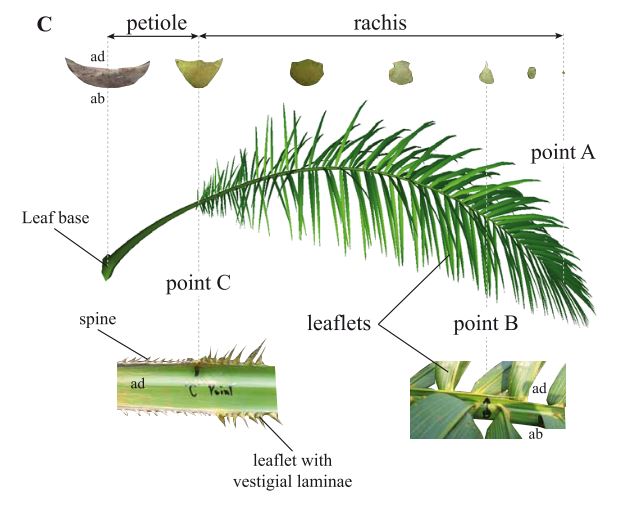 C
petiole
rachis
ad
ab
point A
Leaf base
point C
leaflets
point B
spine
ad
"C" Point
ad
ab
B
leaflet with
vestigial laminae